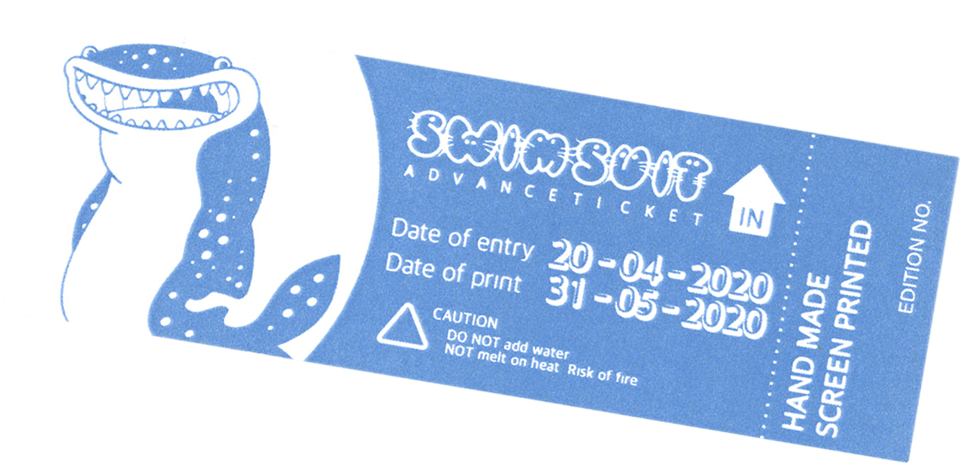 SWIMSUIT
ADVANCETICKET
IN
Date of entry 20-04-2020
Date of print 31-05-2020
CAUTION
DO NOT add water
NOT melt on heat Risk of fire
HAND MADE
SCREEN PRINTED
EDITION NO.